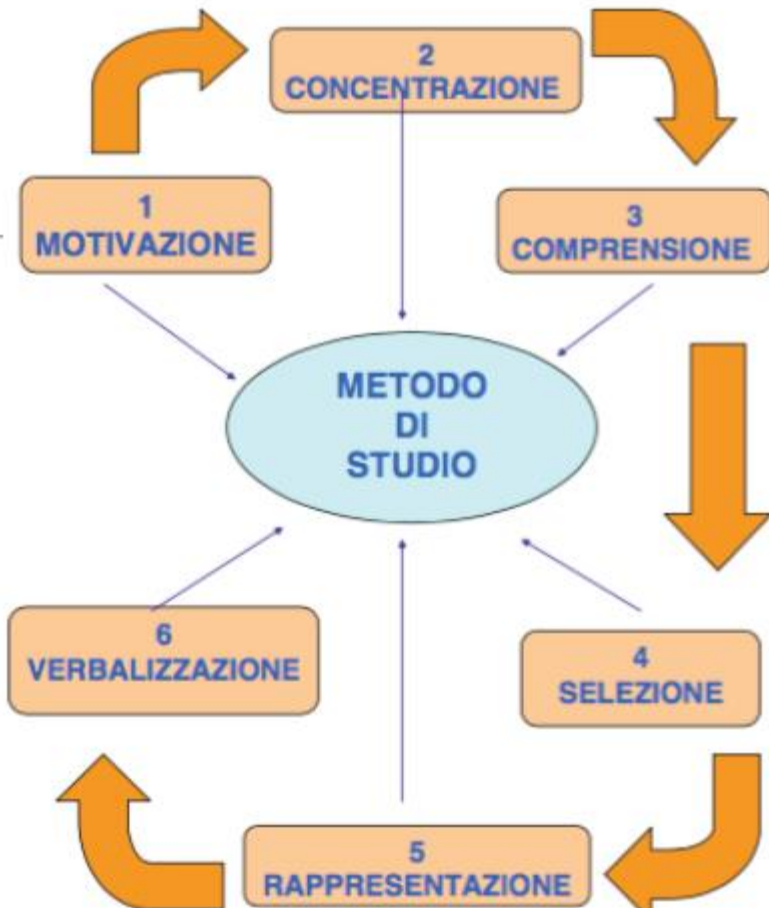 1
MOTIVAZIONE
2
CONCENTRAZIONE
3
COMPRENSIONE
METODO
DI
STUDIO
4
SELEZIONE
5
RAPPRESENTAZIONE
6
VERBALIZZAZIONE